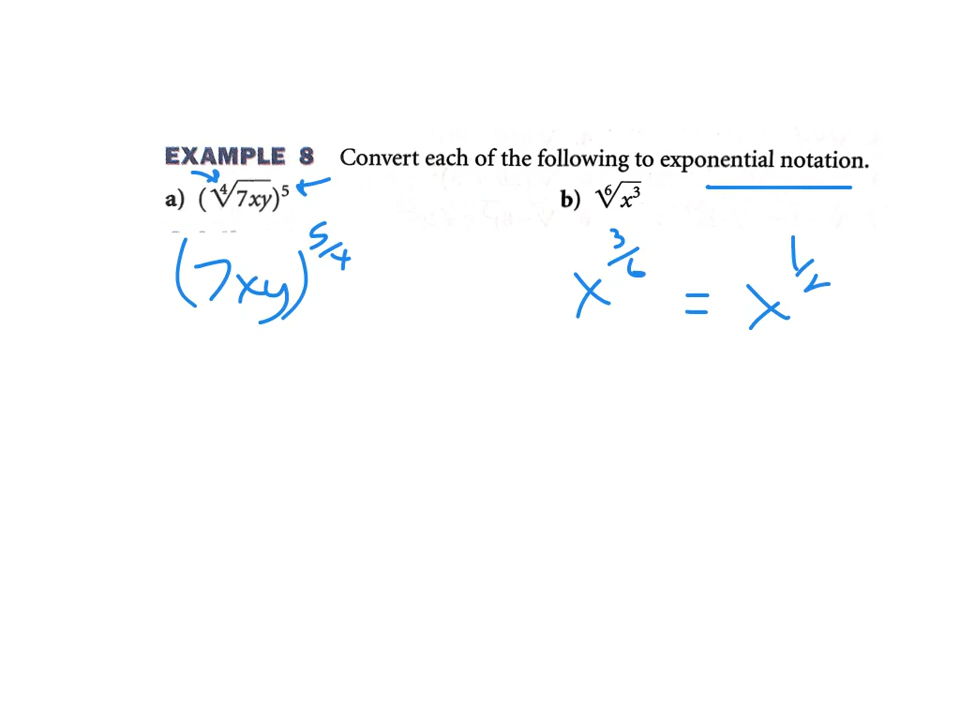 EXAMPLE 8 Convert each of the following to exponential notation.
a) (∜7xy)⁵ b) ⁶√x³
(7xy)^5/4 x^3/6 = x^1/2